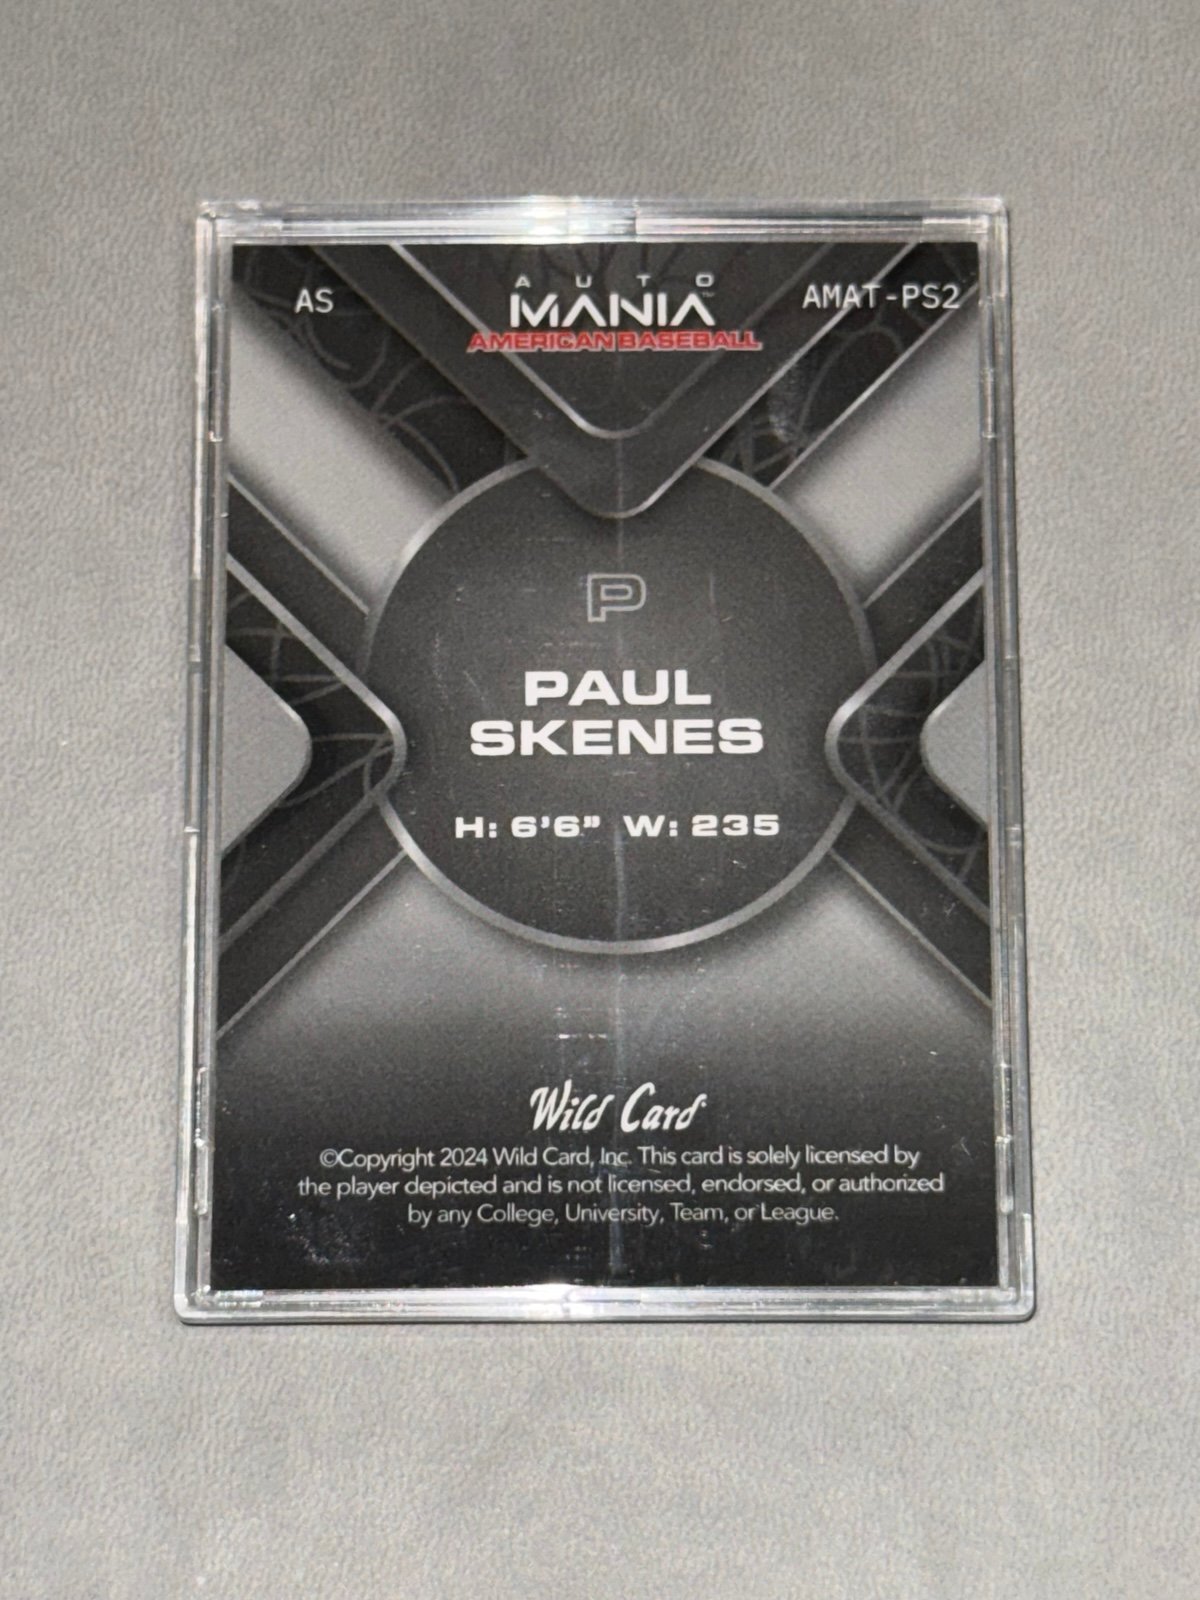 AS
AUTO
MANIA™
AMERICAN BASEBALL
AMAT-PS2
P
PAUL
SKENES
H: 6'6" W: 235
Wild Card
©Copyright 2024 Wild Card, Inc. This card is solely licensed by
the player depicted and is not licensed, endorsed, or authorized
by any College, University, Team, or League.